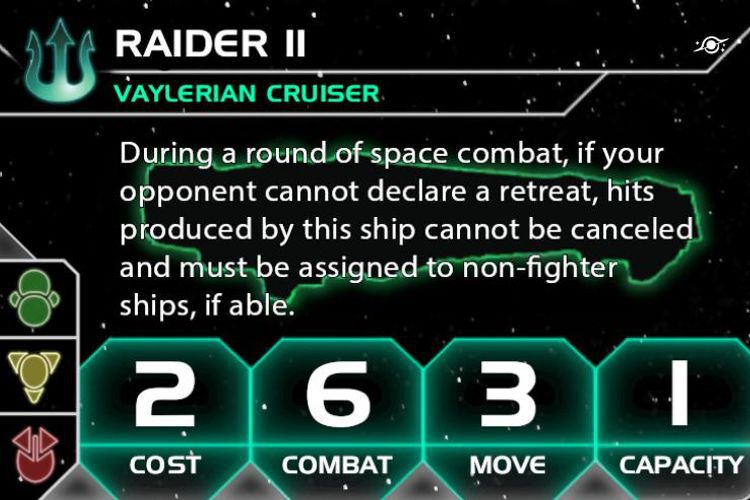 RAIDER II
VAYLERIAN CRUISER
During a round of space combat, if your
opponent cannot declare a retreat, hits
produced by this ship cannot be canceled
and must be assigned to non-fighter
ships, if able.
2 6 3 1
COST COMBAT MOVE CAPACITY